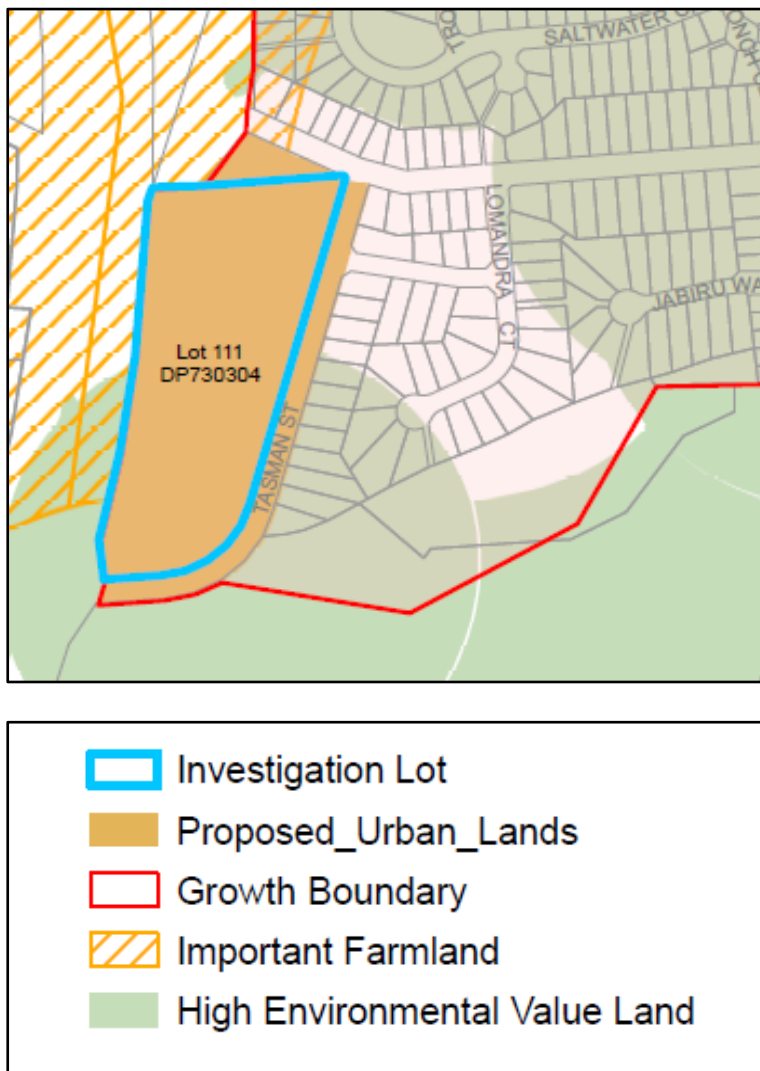 SALTWATER C
TRO
Lot 111
DP730304
LOMANDRA CT
JABIRU WA
TASMAN ST
Investigation Lot
Proposed_Urban_Lands
Growth Boundary
Important Farmland
High Environmental Value Land